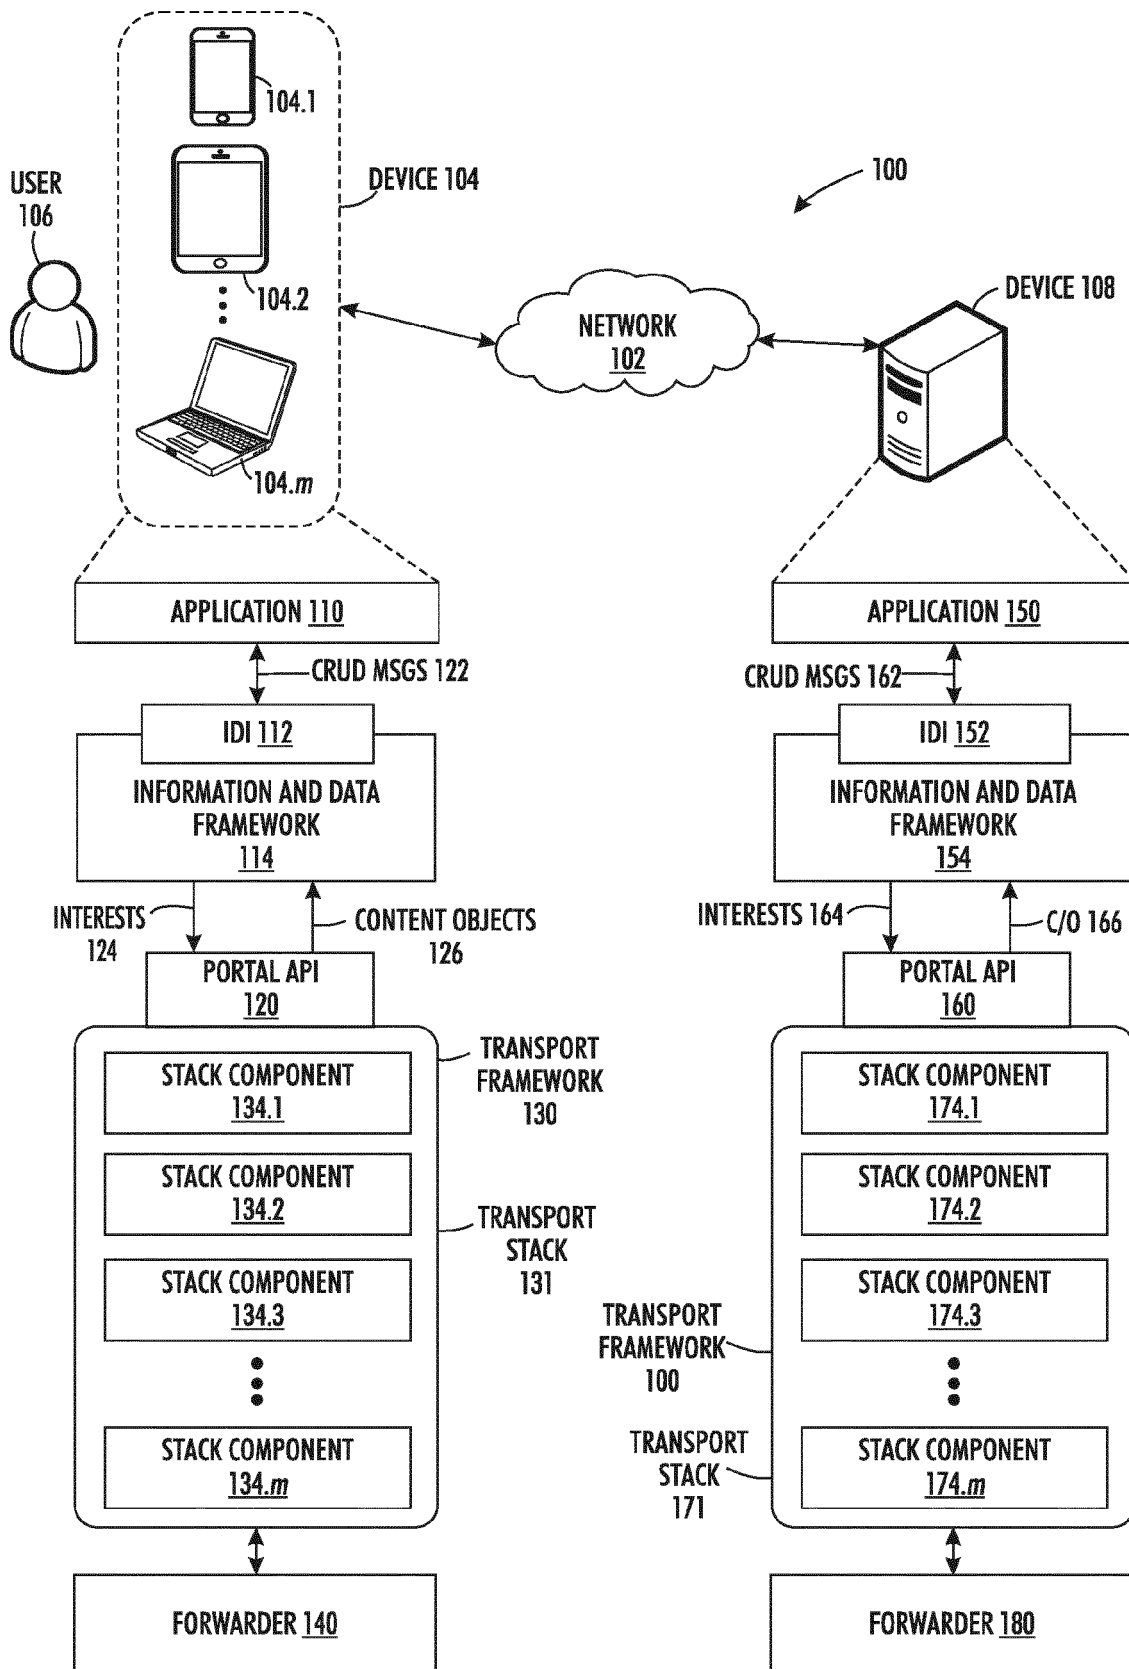 104.1
USER
106
DEVICE 104
100
104.2
NETWORK
102
DEVICE 108
104.m
APPLICATION 110
APPLICATION 150
CRUD MSGS 122
CRUD MSGS 162
IDI 112
IDI 152
INFORMATION AND DATA
FRAMEWORK
114
INFORMATION AND DATA
FRAMEWORK
154
INTERESTS
124
CONTENT OBJECTS
126
INTERESTS 164
C/O 166
PORTAL API
120
PORTAL API
160
STACK COMPONENT
134.1
TRANSPORT
FRAMEWORK
130
STACK COMPONENT
174.1
STACK COMPONENT
134.2
TRANSPORT
STACK
131
STACK COMPONENT
174.2
STACK COMPONENT
134.3
TRANSPORT
FRAMEWORK
100
STACK COMPONENT
174.3
STACK COMPONENT
134.m
TRANSPORT
STACK
171
STACK COMPONENT
174.m
FORWARDER 140
FORWARDER 180